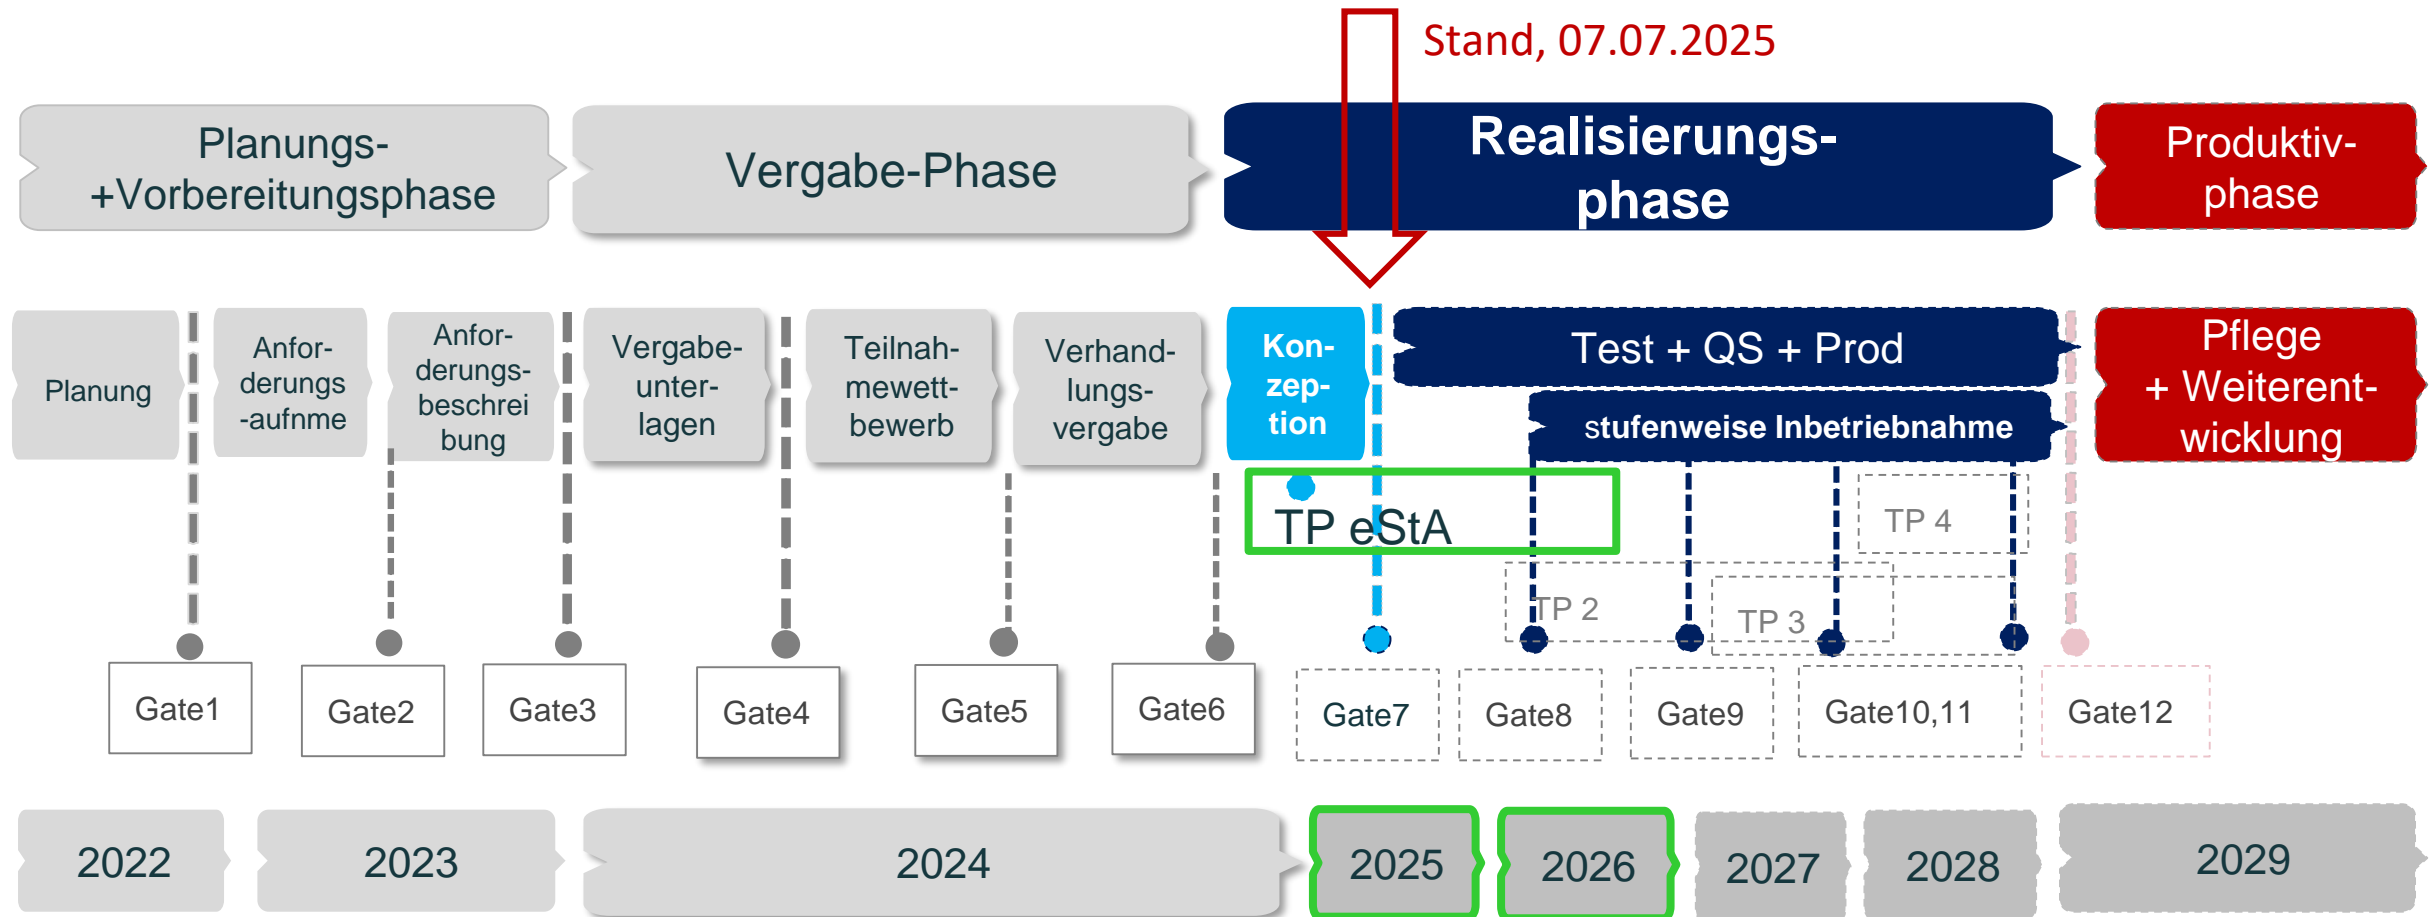 Stand, 07.07.2025
Planungs-
+Vorbereitungsphase
Vergabe-Phase
Realisierungs-
phase
Produktiv-
phase
Planung
Anfor-
derungs
-aufnme
Anfor-
derungs-
beschrei
bung
Vergabe-
unter-
lagen
Teilnah-
mewett-
bewerb
Verhand-
lungs-
vergabe
Kon-
zep-
tion
Test + QS + Prod
stufenweise Inbetriebnahme
Pflege
+ Weiterent-
wicklung
TP eStA
TP 4
TP 2
TP 3
Gate1
Gate2
Gate3
Gate4
Gate5
Gate6
Gate7
Gate8
Gate9
Gate10,11
Gate12
2022
2023
2024
2025
2026
2027
2028
2029